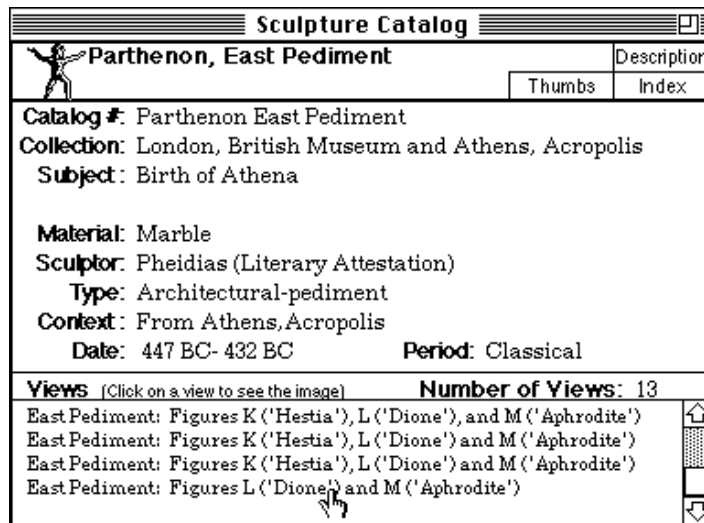 Sculpture Catalog
Parthenon, East Pediment
Description
Thumbs Index
Catalog #: Parthenon East Pediment
Collection: London, British Museum and Athens, Acropolis
Subject: Birth of Athena
Material: Marble
Sculptor: Pheidias (Literary Attestation)
Type: Architectural-pediment
Context: From Athens, Acropolis
Date: 447 BC- 432 BC Period: Classical
Views (Click on a view to see the image) Number of Views: 13
East Pediment: Figures K ('Hestia'), L ('Dione'), and M ('Aphrodite')
East Pediment: Figures K ('Hestia'), L ('Dione') and M ('Aphrodite')
East Pediment: Figures K ('Hestia'), L ('Dione') and M ('Aphrodite')
East Pediment: Figures L ('Dione') and M ('Aphrodite')